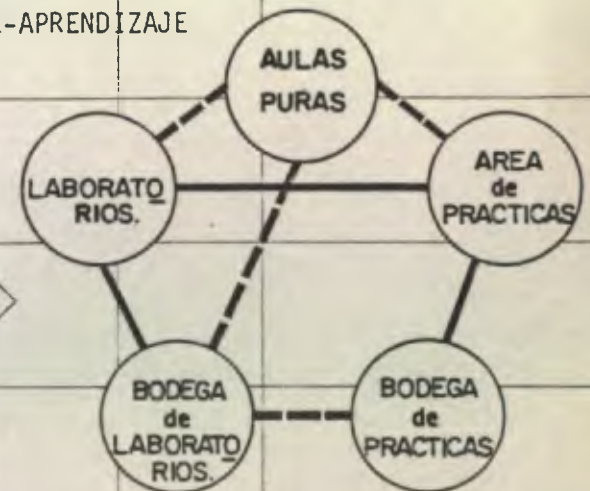 -APRENDIZAJE
AULAS
PURAS
LABORATO
RIOS.
AREA
de
PRACTICAS
BODEGA
de
LABORATO
RIOS.
BODEGA
de
PRACTICAS